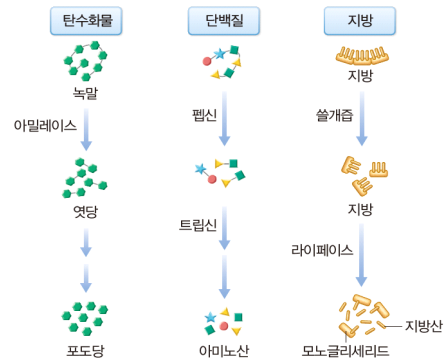 탄수화물
단백질
지방
녹말
지방
아밀레이스
펩신
쓸개즙
엿당
지방
트립신
라이페이스
포도당
아미노산
모노글리세리드
지방산